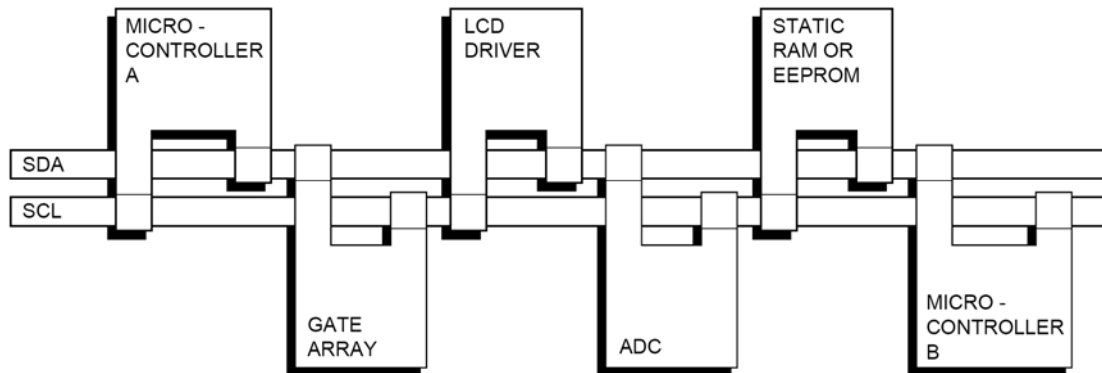 MICRO -
CONTROLLER
A
LCD
DRIVER
STATIC
RAM OR
EEPROM
SDA
SCL
GATE
ARRAY
ADC
MICRO -
CONTROLLER
B